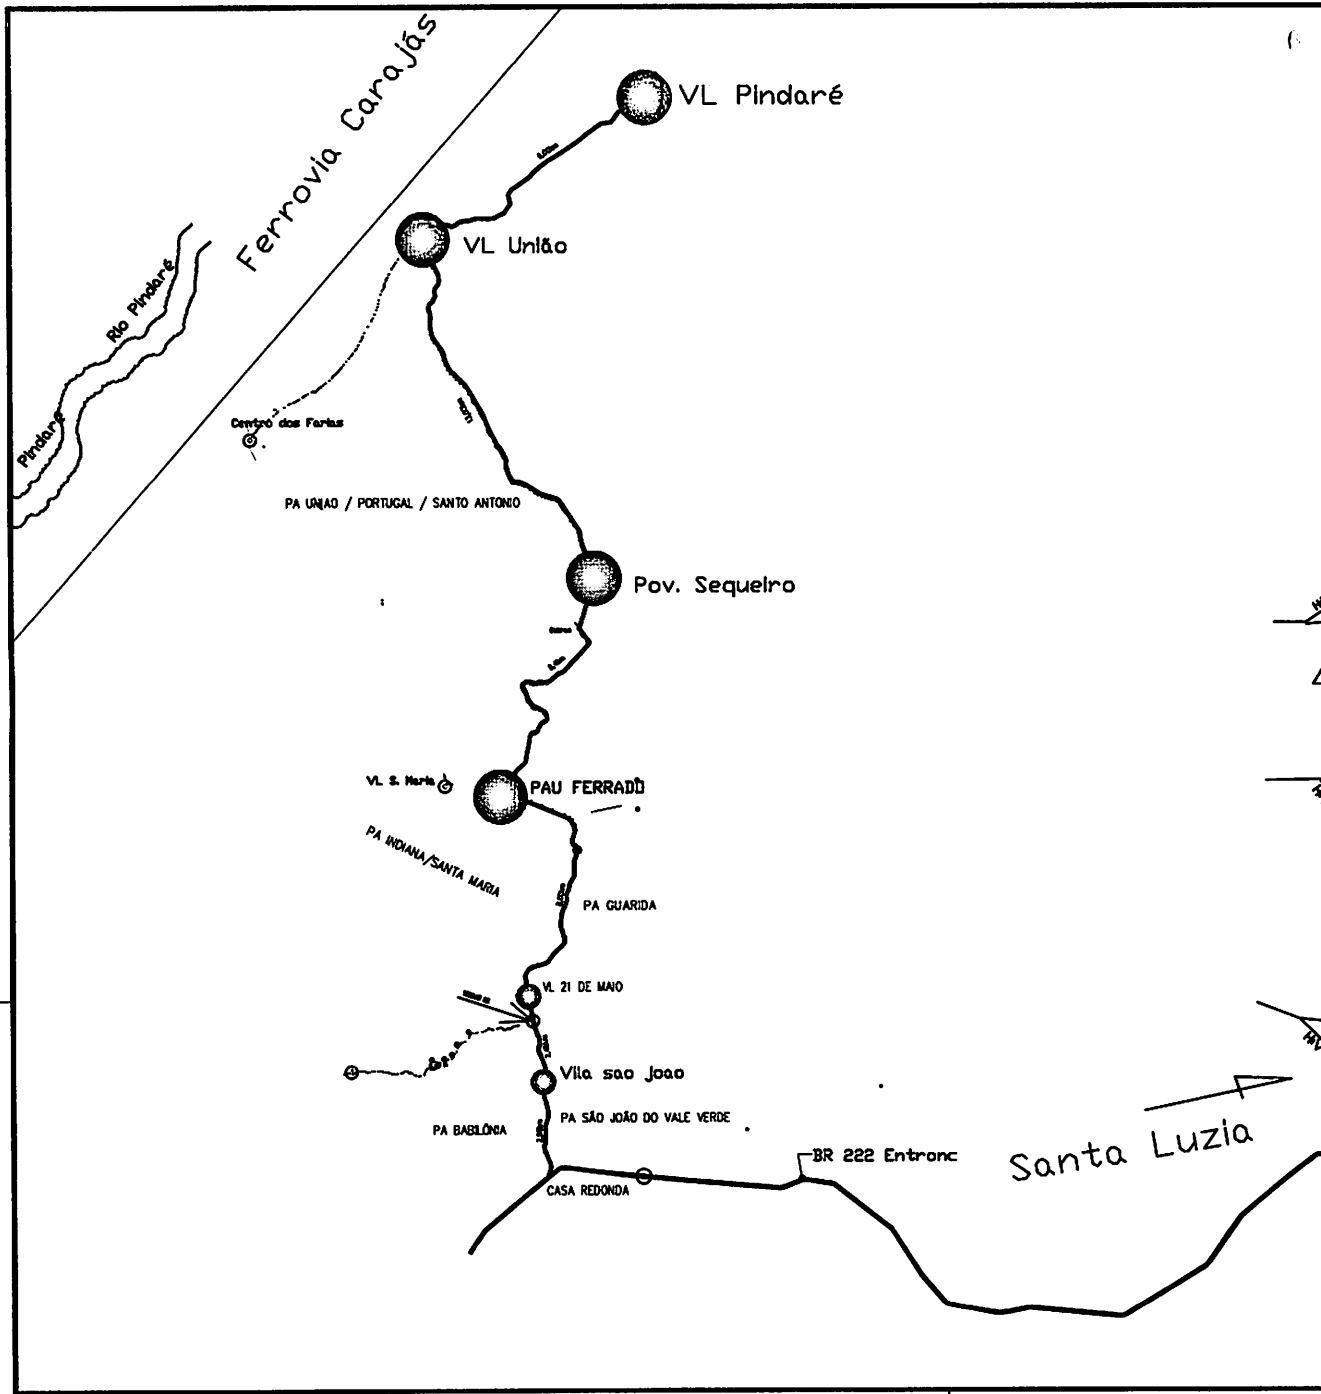 Ferrovia Carajás
VL Pindaré
VL União
Rio Pindaré
Pindaré
Centro dos Farias
PA UNIAO / PORTUGAL / SANTO ANTONIO
Pov. Sequeiro
VL S. Maria
PAU FERRADO
PA INDIANA/SANTA MARIA
PA GUARIDA
VL 21 DE MAIO
Vila sao joao
PA BABILÔNIA
PA SÃO JOÃO DO VALE VERDE
BR 222 Entronc
Santa Luzia
CASA REDONDA